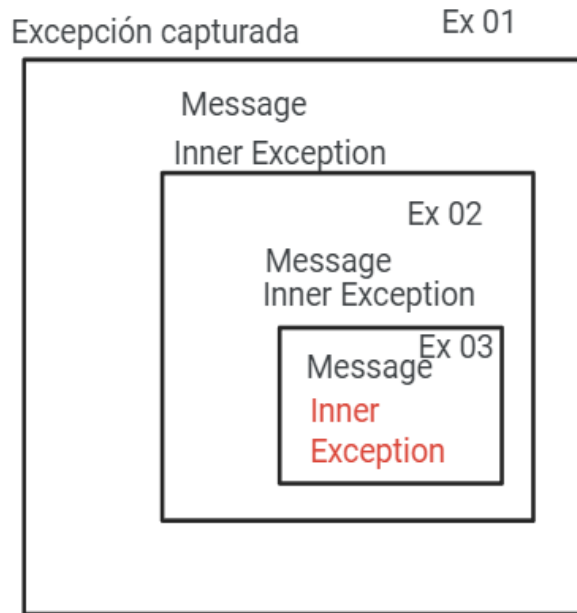 Excepción capturada
Ex 01
Message
Inner Exception
Ex 02
Message
Inner Exception
Ex 03
Message
Inner
Exception